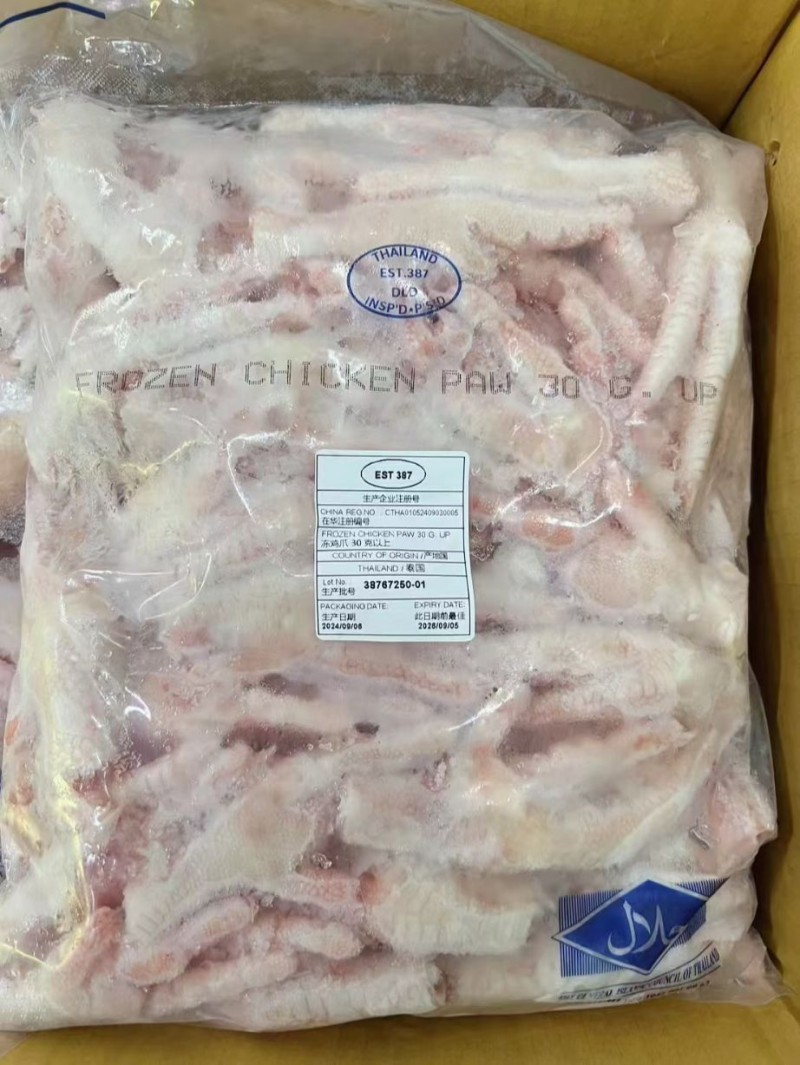 THAILAND
EST.387
DLD
INSP'D•P'S'D
FROZEN CHICKEN PAW 30 G. UP
EST 387
生产企业注册号
CHINA REG.NO. : CTHA01052409020005
在华注册编号
FROZEN CHICKEN PAW 30 G. UP
冻鸡爪 30 克以上
COUNTRY OF ORIGIN /产地国
THAILAND / 泰国
Lot No. : 38767250-01
生产批号
PACKAGING DATE: EXPIRY DATE:
生产日期 此日期前最佳
2024/09/06 2026/09/05
حلال
COUNCIL OF THAILAND